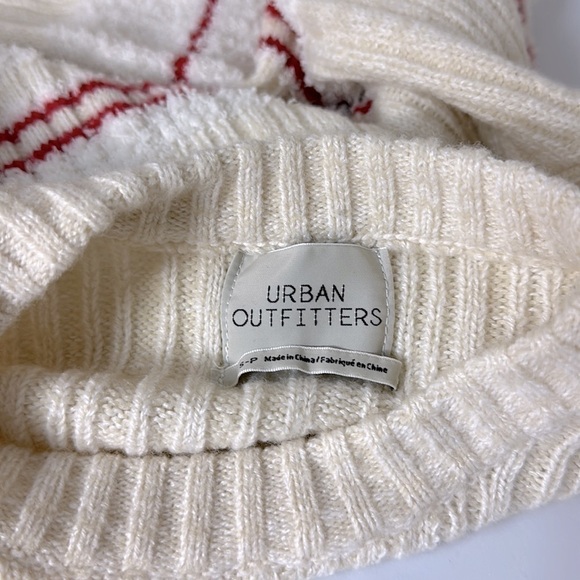 URBAN
OUTFITTERS
S-P Made in China/Fabriqué en Chine